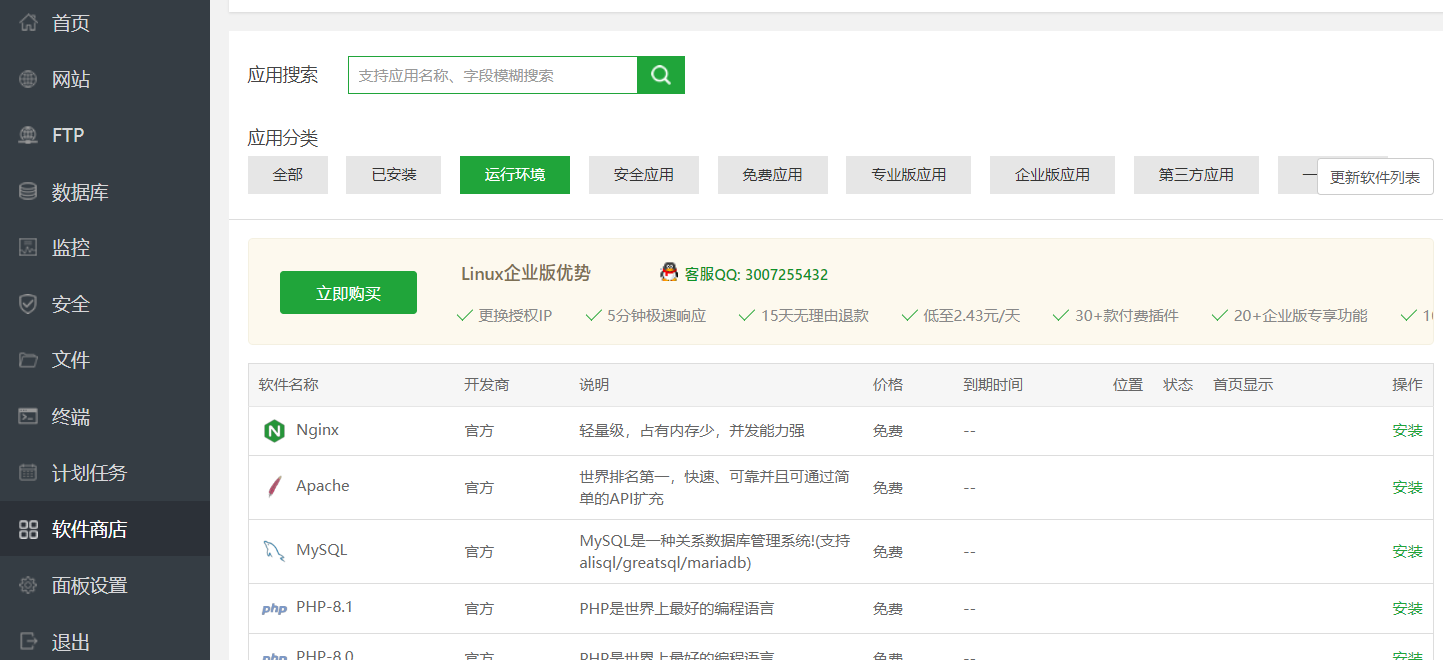 首页
网站
FTP
数据库
监控
安全
文件
终端
计划任务
软件商店
面板设置
退出
应用搜索
支持应用名称、字段模糊搜索
应用分类
全部 已安装 运行环境 安全应用 免费应用 专业版应用 企业版应用 第三方应用 一 更新软件列表
立即购买
Linux企业版优势 客服QQ: 3007255432
更换授权IP 5分钟极速响应 15天无理由退款 低至2.43元/天 30+款付费插件 20+企业版专享功能
软件名称 开发商 说明 价格 到期时间 位置 状态 首页显示 操作
Nginx 官方 轻量级，占有内存少，并发能力强 免费 -- 安装
Apache 官方 世界排名第一，快速、可靠并且可通过简
单的API扩充 免费 -- 安装
MySQL 官方 MySQL是一种关系数据库管理系统!(支持
alisql/greatsql/mariadb) 免费 -- 安装
PHP-8.1 官方 PHP是世界上最好的编程语言 免费 -- 安装
PHP-8.0 官方 PHP是世界上最好的编程语言 免费 -- 安装